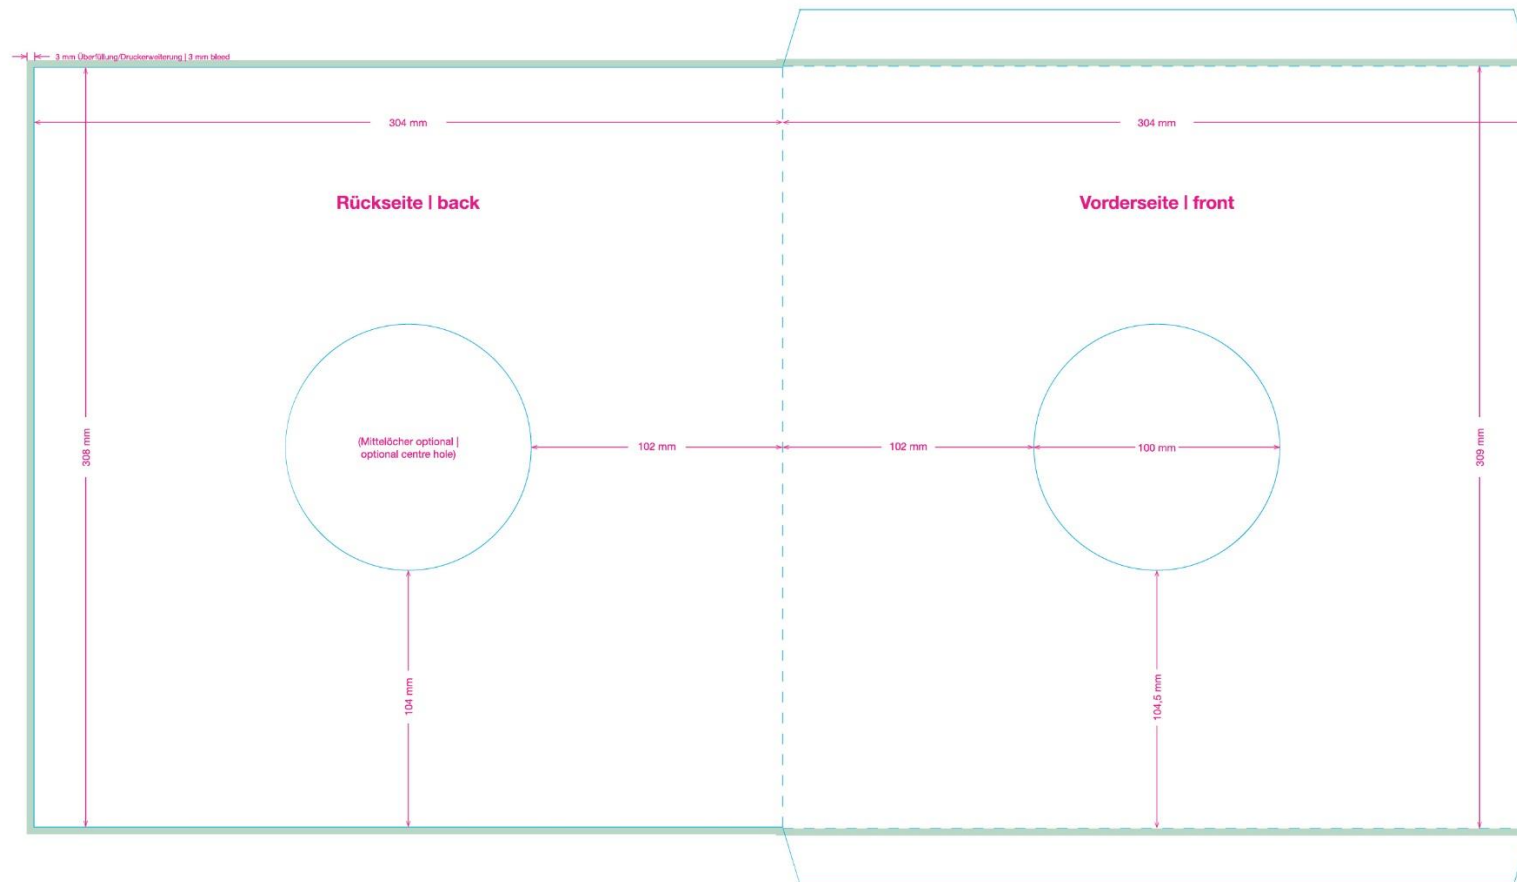 3 mm Überfüllung/Druckerweiterung | 3 mm bleed
304 mm
304 mm
Rückseite | back
Vorderseite | front
308 mm
(Mittelöcher optional |
optional centre hole)
102 mm
102 mm
100 mm
309 mm
104 mm
104,5 mm